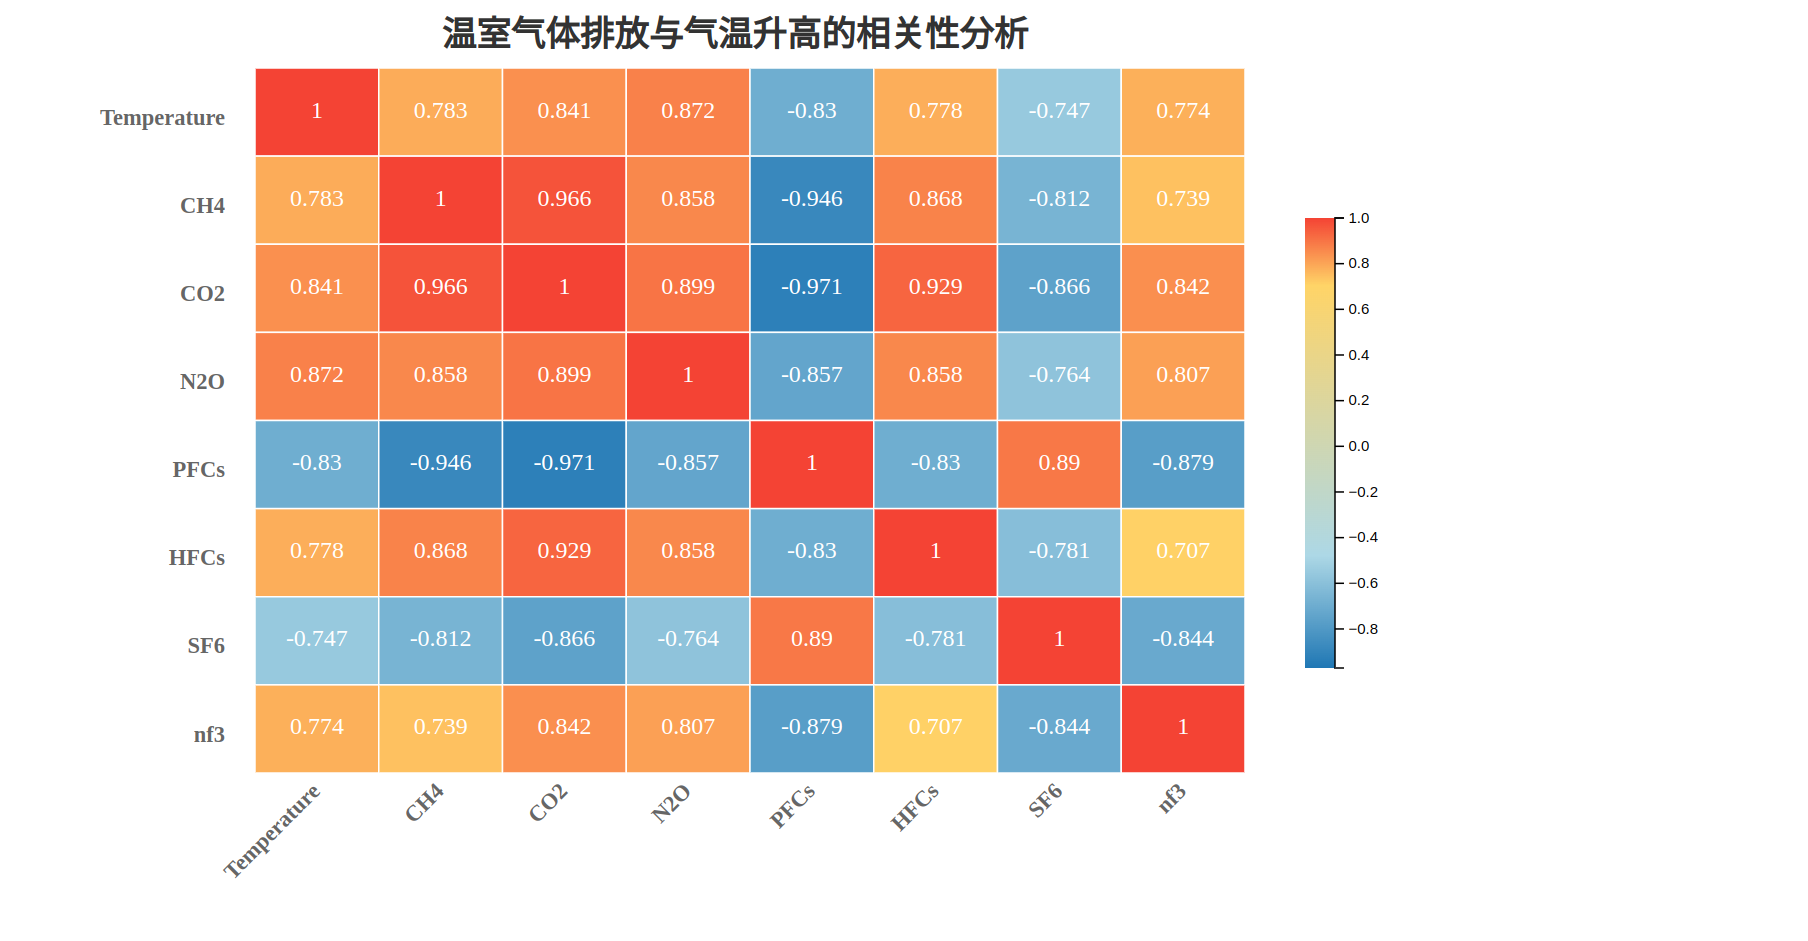 温室气体排放与气温升高的相关性分析
Temperature 1 0.783 0.841 0.872 -0.83 0.778 -0.747 0.774
CH4 0.783 1 0.966 0.858 -0.946 0.868 -0.812 0.739
CO2 0.841 0.966 1 0.899 -0.971 0.929 -0.866 0.842
N2O 0.872 0.858 0.899 1 -0.857 0.858 -0.764 0.807
PFCs -0.83 -0.946 -0.971 -0.857 1 -0.83 0.89 -0.879
HFCs 0.778 0.868 0.929 0.858 -0.83 1 -0.781 0.707
SF6 -0.747 -0.812 -0.866 -0.764 0.89 -0.781 1 -0.844
nf3 0.774 0.739 0.842 0.807 -0.879 0.707 -0.844 1
Temperature CH4 CO2 N2O PFCs HFCs SF6 nf3
1.0
0.8
0.6
0.4
0.2
0.0
−0.2
−0.4
−0.6
−0.8